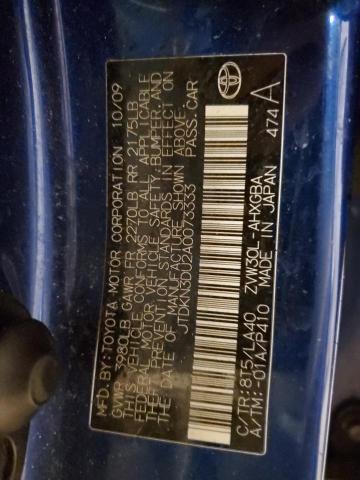 MFD. BY: TOYOTA MOTOR CORPORATION 10/09
GVWR 3980LB GAWR FR 2270LB RR 2175LB
THIS VEHICLE CONFORMS TO ALL APPLICABLE
FEDERAL MOTOR VEHICLE SAFETY, BUMPER, AND
THEFT PREVENTION STANDARDS IN EFFECT ON
THE DATE OF MANUFACTURE SHOWN ABOVE.
JTDKN3DU2A0073333 PASS.CAR
C/TR: 8T5/LA40 ZVW30L-AHXGBA
A/TM: -01A/P410 MADE IN JAPAN 474 A